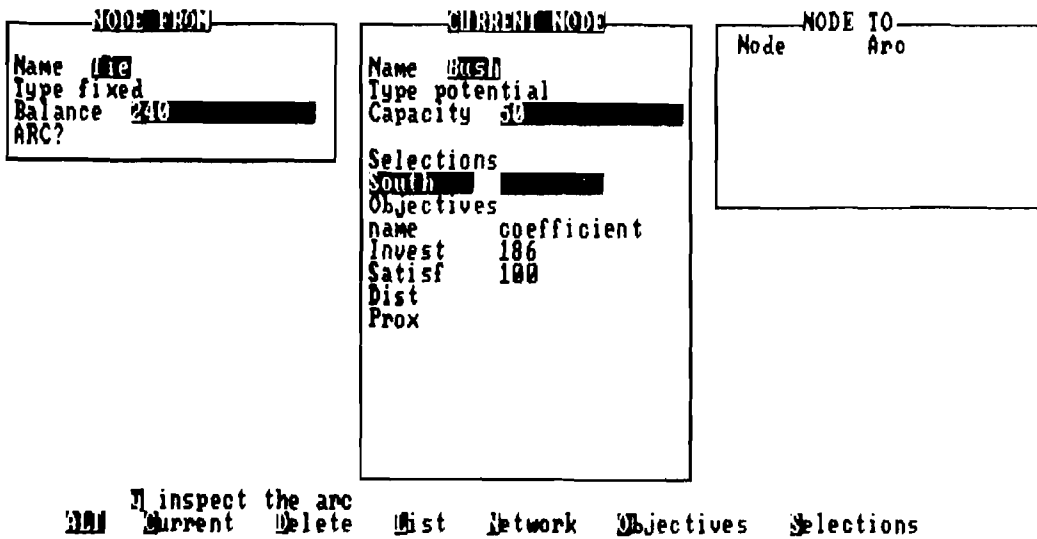 NODE FROM
Name Tie
Type fixed
Balance 240
ARC?
CURRENT NODE
Name Bush
Type potential
Capacity 50
Selections
South
Objectives
name coefficient
Invest 186
Satisf 100
Dist
Prox
NODE TO
Node Arc
inspect the arc
ALT Current Delete List Network Objectives Selections